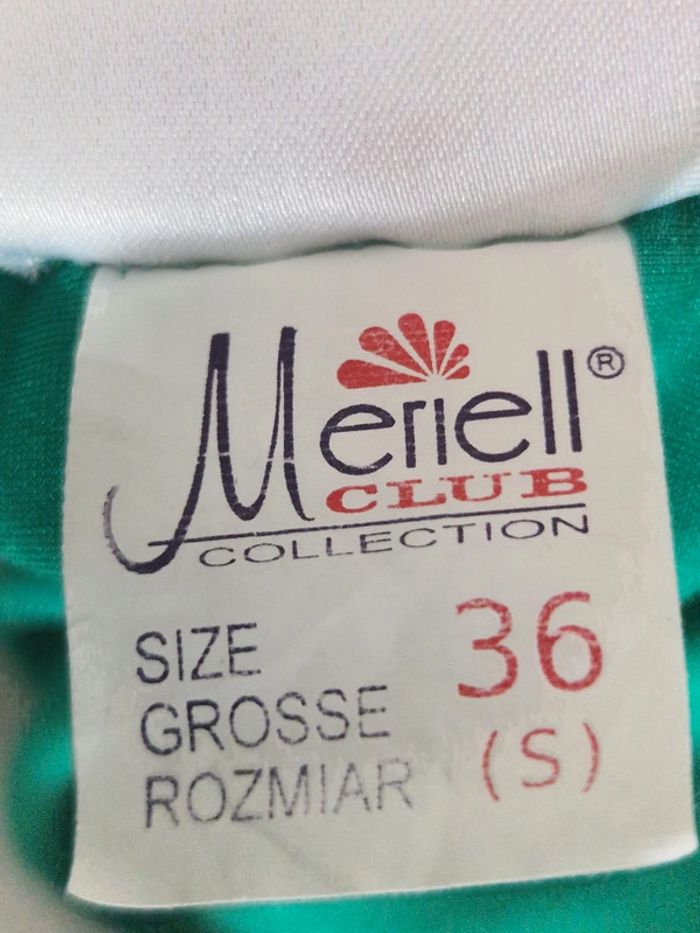 Meriell ®
CLUB
COLLECTION
SIZE 36
GROSSE (S)
ROZMIAR